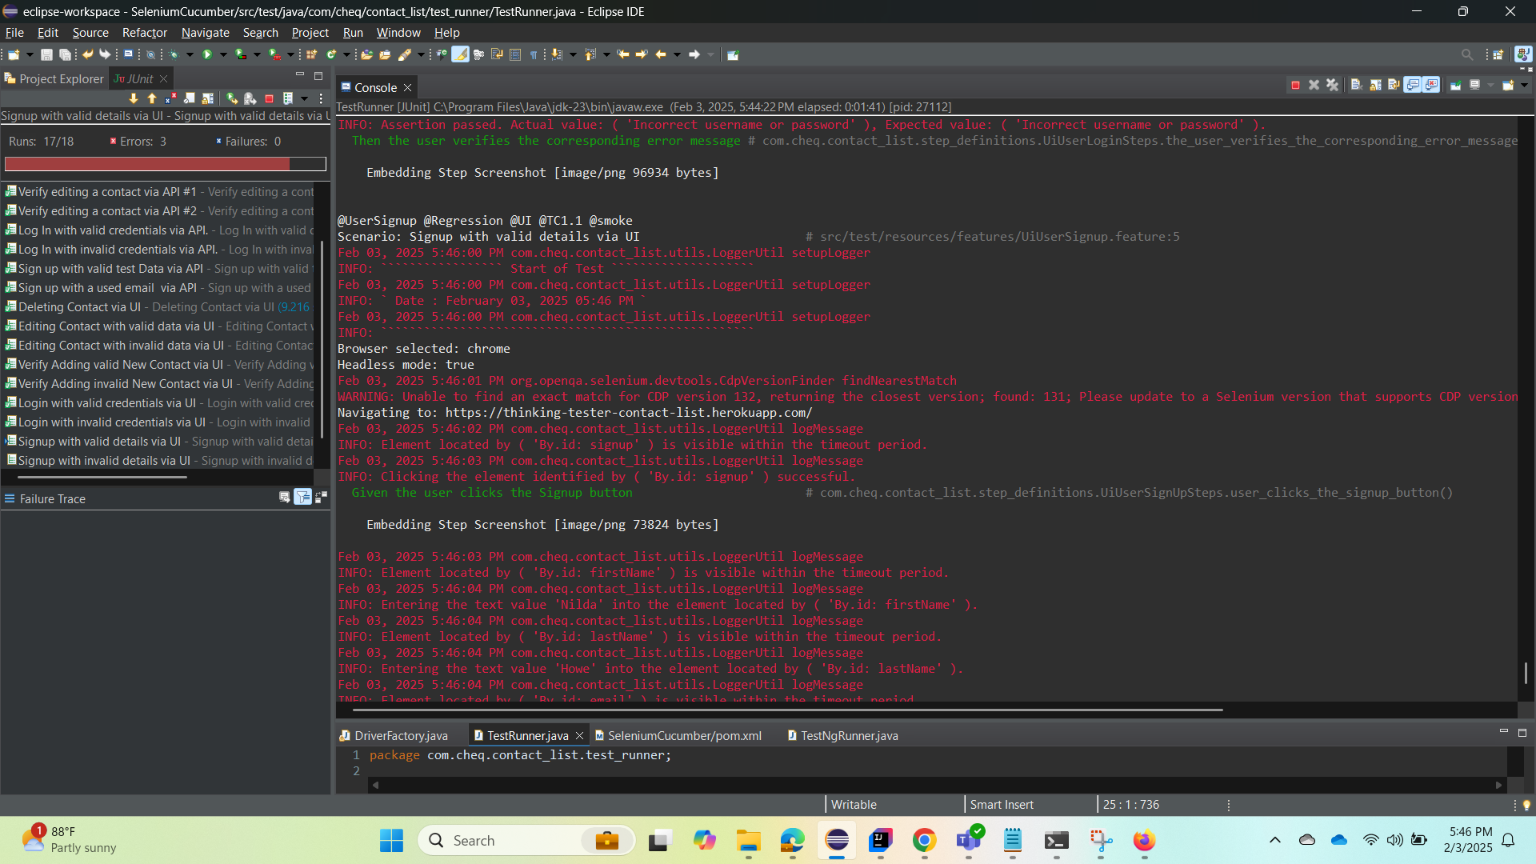 eclipse-workspace - SeleniumCucumber/src/test/java/com/cheq/contact_list/test_runner/TestRunner.java - Eclipse IDE
File Edit Source Refactor Navigate Search Project Run Window Help
Project Explorer JUnit
Signup with valid details via UI - Signup with valid details via U
Runs: 17/18 Errors: 3 Failures: 0
Verify editing a contact via API #1 - Verify editing a cont
Verify editing a contact via API #2 - Verify editing a cont
Log In with valid credentials via API. - Log In with valid c
Log In with invalid credentials via API. - Log In with inva
Sign up with valid test Data via API - Sign up with valid
Sign up with a used email via API - Sign up with a used
Deleting Contact via UI - Deleting Contact via UI (9.216
Editing Contact with valid data via UI - Editing Contact v
Editing Contact with invalid data via UI - Editing Contac
Verify Adding valid New Contact via UI - Verify Adding v
Verify Adding invalid New Contact via UI - Verify Adding
Login with valid credentials via UI - Login with valid cred
Login with invalid credentials via UI - Login with invalid
Signup with valid details via UI - Signup with valid detai
Signup with invalid details via UI - Signup with invalid d
Failure Trace
Console
TestRunner [JUnit] C:\Program Files\Java\jdk-23\bin\javaw.exe (Feb 3, 2025, 5:44:22 PM elapsed: 0:01:41) [pid: 27112]
INFO: Assertion passed. Actual value: ( 'Incorrect username or password' ), Expected value: ( 'Incorrect username or password' ).
Then the user verifies the corresponding error message # com.cheq.contact_list.step_definitions.UiUserLoginSteps.the_user_verifies_the_corresponding_error_message
Embedding Step Screenshot [image/png 96934 bytes]
@UserSignup @Regression @UI @TC1.1 @smoke
Scenario: Signup with valid details via UI # src/test/resources/features/UiUserSignup.feature:5
Feb 03, 2025 5:46:00 PM com.cheq.contact_list.utils.LoggerUtil setupLogger
INFO: ````````````````` Start of Test ````````````````````
Feb 03, 2025 5:46:00 PM com.cheq.contact_list.utils.LoggerUtil setupLogger
INFO: ` Date : February 03, 2025 05:46 PM `
Feb 03, 2025 5:46:00 PM com.cheq.contact_list.utils.LoggerUtil setupLogger
INFO: ````````````````````````````````````````````````````
Browser selected: chrome
Headless mode: true
Feb 03, 2025 5:46:01 PM org.openqa.selenium.devtools.CdpVersionFinder findNearestMatch
WARNING: Unable to find an exact match for CDP version 132, returning the closest version; found: 131; Please update to a Selenium version that supports CDP version
Navigating to: https://thinking-tester-contact-list.herokuapp.com/
Feb 03, 2025 5:46:02 PM com.cheq.contact_list.utils.LoggerUtil logMessage
INFO: Element located by ( 'By.id: signup' ) is visible within the timeout period.
Feb 03, 2025 5:46:03 PM com.cheq.contact_list.utils.LoggerUtil logMessage
INFO: Clicking the element identified by ( 'By.id: signup' ) successful.
Given the user clicks the Signup button # com.cheq.contact_list.step_definitions.UiUserSignUpSteps.user_clicks_the_signup_button()
Embedding Step Screenshot [image/png 73824 bytes]
Feb 03, 2025 5:46:03 PM com.cheq.contact_list.utils.LoggerUtil logMessage
INFO: Element located by ( 'By.id: firstName' ) is visible within the timeout period.
Feb 03, 2025 5:46:04 PM com.cheq.contact_list.utils.LoggerUtil logMessage
INFO: Entering the text value 'Nilda' into the element located by ( 'By.id: firstName' ).
Feb 03, 2025 5:46:04 PM com.cheq.contact_list.utils.LoggerUtil logMessage
INFO: Element located by ( 'By.id: lastName' ) is visible within the timeout period.
Feb 03, 2025 5:46:04 PM com.cheq.contact_list.utils.LoggerUtil logMessage
INFO: Entering the text value 'Howe' into the element located by ( 'By.id: lastName' ).
Feb 03, 2025 5:46:04 PM com.cheq.contact_list.utils.LoggerUtil logMessage
INFO: Element located by ( 'By.id: email' ) is visible within the timeout period.
DriverFactory.java TestRunner.java SeleniumCucumber/pom.xml TestNgRunner.java
1 package com.cheq.contact_list.test_runner;
2
Writable Smart Insert 25 : 1 : 736
1 88°F
Partly sunny
Search
5:46 PM
2/3/2025